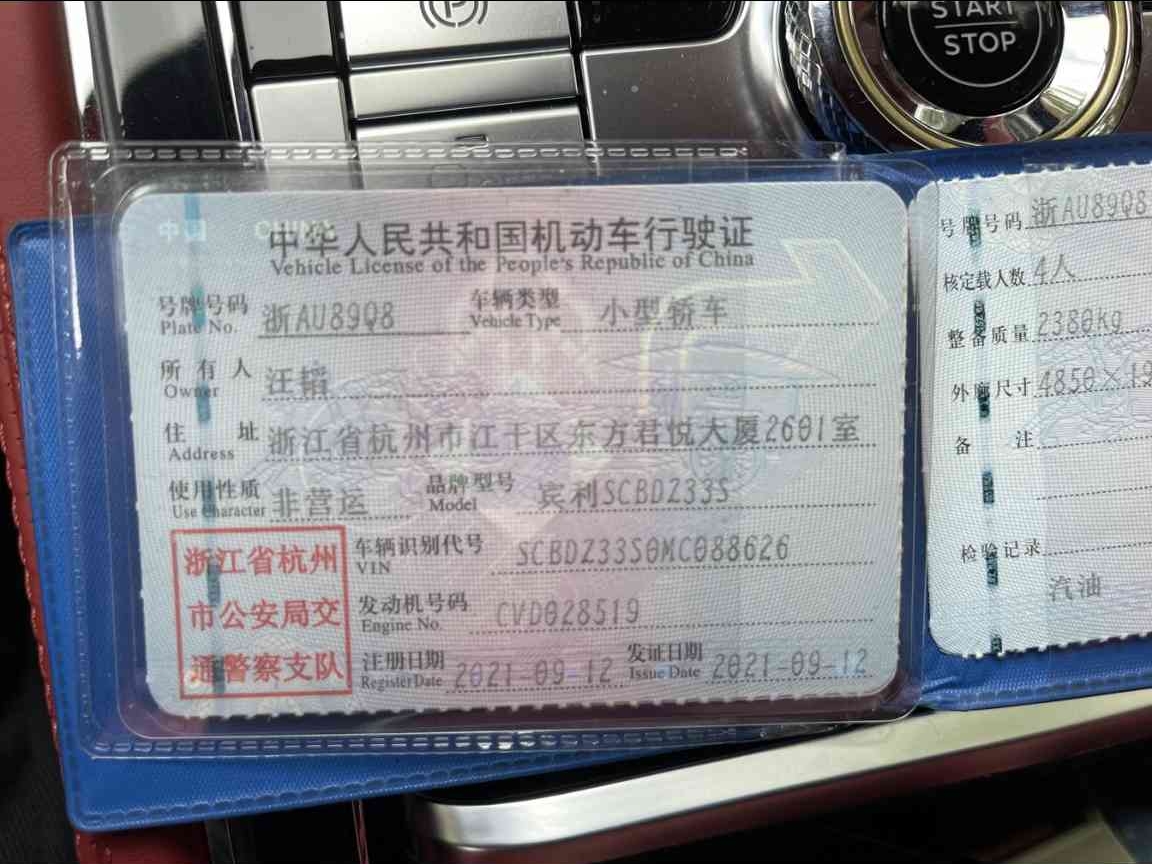 START
STOP
P
中国 CHINA
中华人民共和国机动车行驶证
Vehicle License of the People's Republic of China
号牌号码 浙AU89Q8 车辆类型 小型轿车
Plate No. Vehicle Type
所有人 汪韬
Owner
住址 浙江省杭州市江干区东方君悦大厦2601室
Address
使用性质 非营运 品牌型号 宾利SCBDZ33S
Use Character Model
浙江省杭州
市公安局交
通警察支队
车辆识别代号 SCBDZ33S0MC088626
VIN
发动机号码 CVD028519
Engine No.
注册日期 2021-09-12 发证日期 2021-09-12
Register Date Issue Date
号牌号码 浙AU89Q8
核定载人数 4人
整备质量 2380kg
外廓尺寸 4850×19
备注
检验记录
汽油